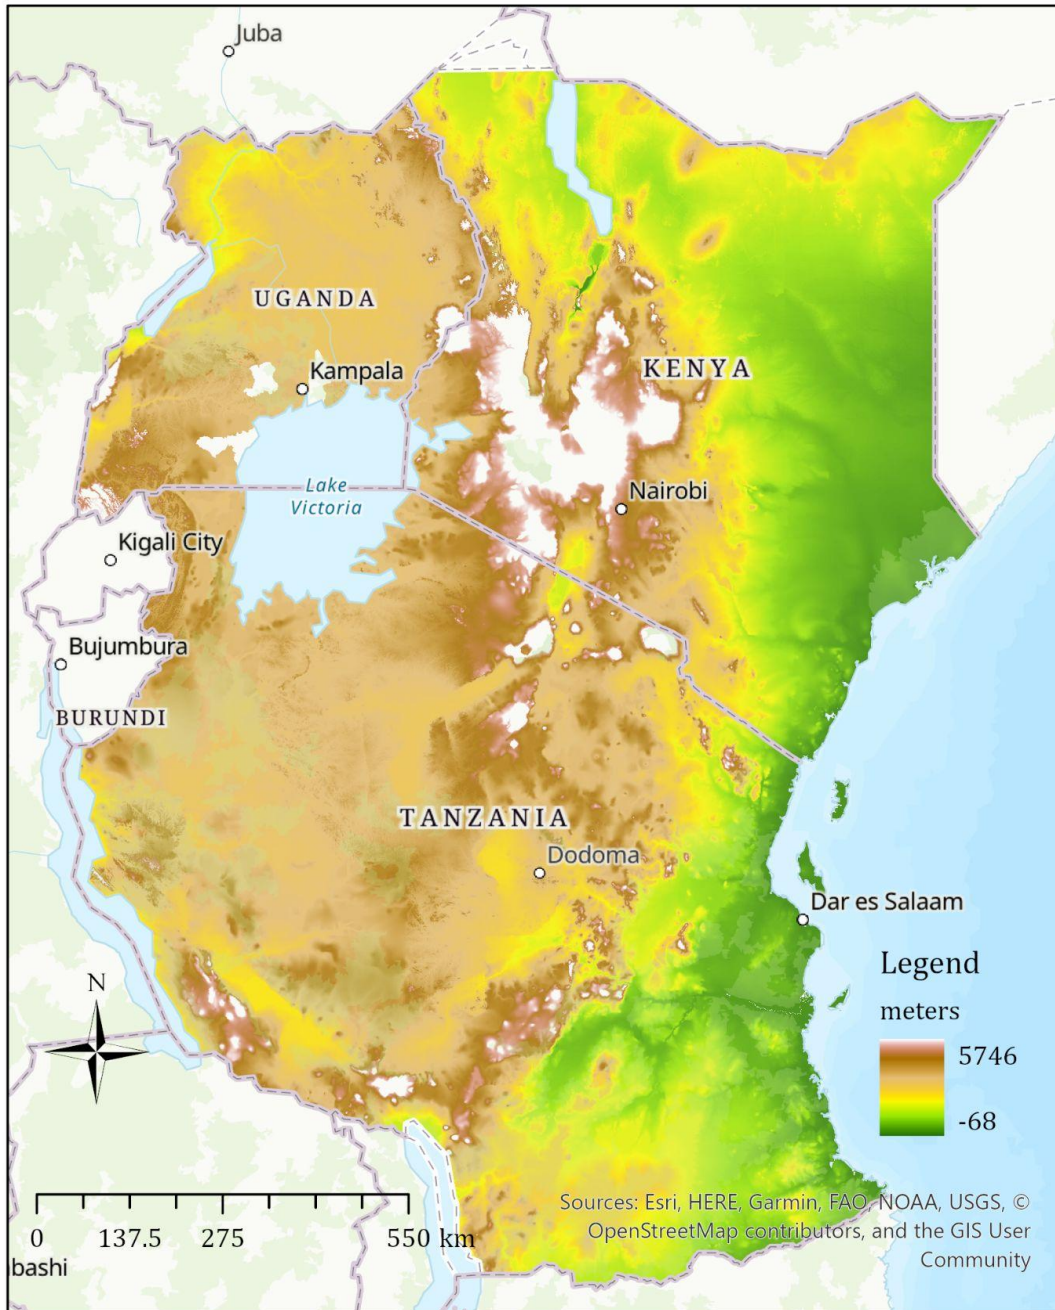 Juba
UGANDA
Kampala
KENYA
Lake
Victoria
Nairobi
Kigali City
Bujumbura
BURUNDI
TANZANIA
Dodoma
Dar es Salaam
Legend
meters
5746
-68
N
0 137.5 275 550 km
Sources: Esri, HERE, Garmin, FAO, NOAA, USGS, ©
OpenStreetMap contributors, and the GIS User
Community
bashi